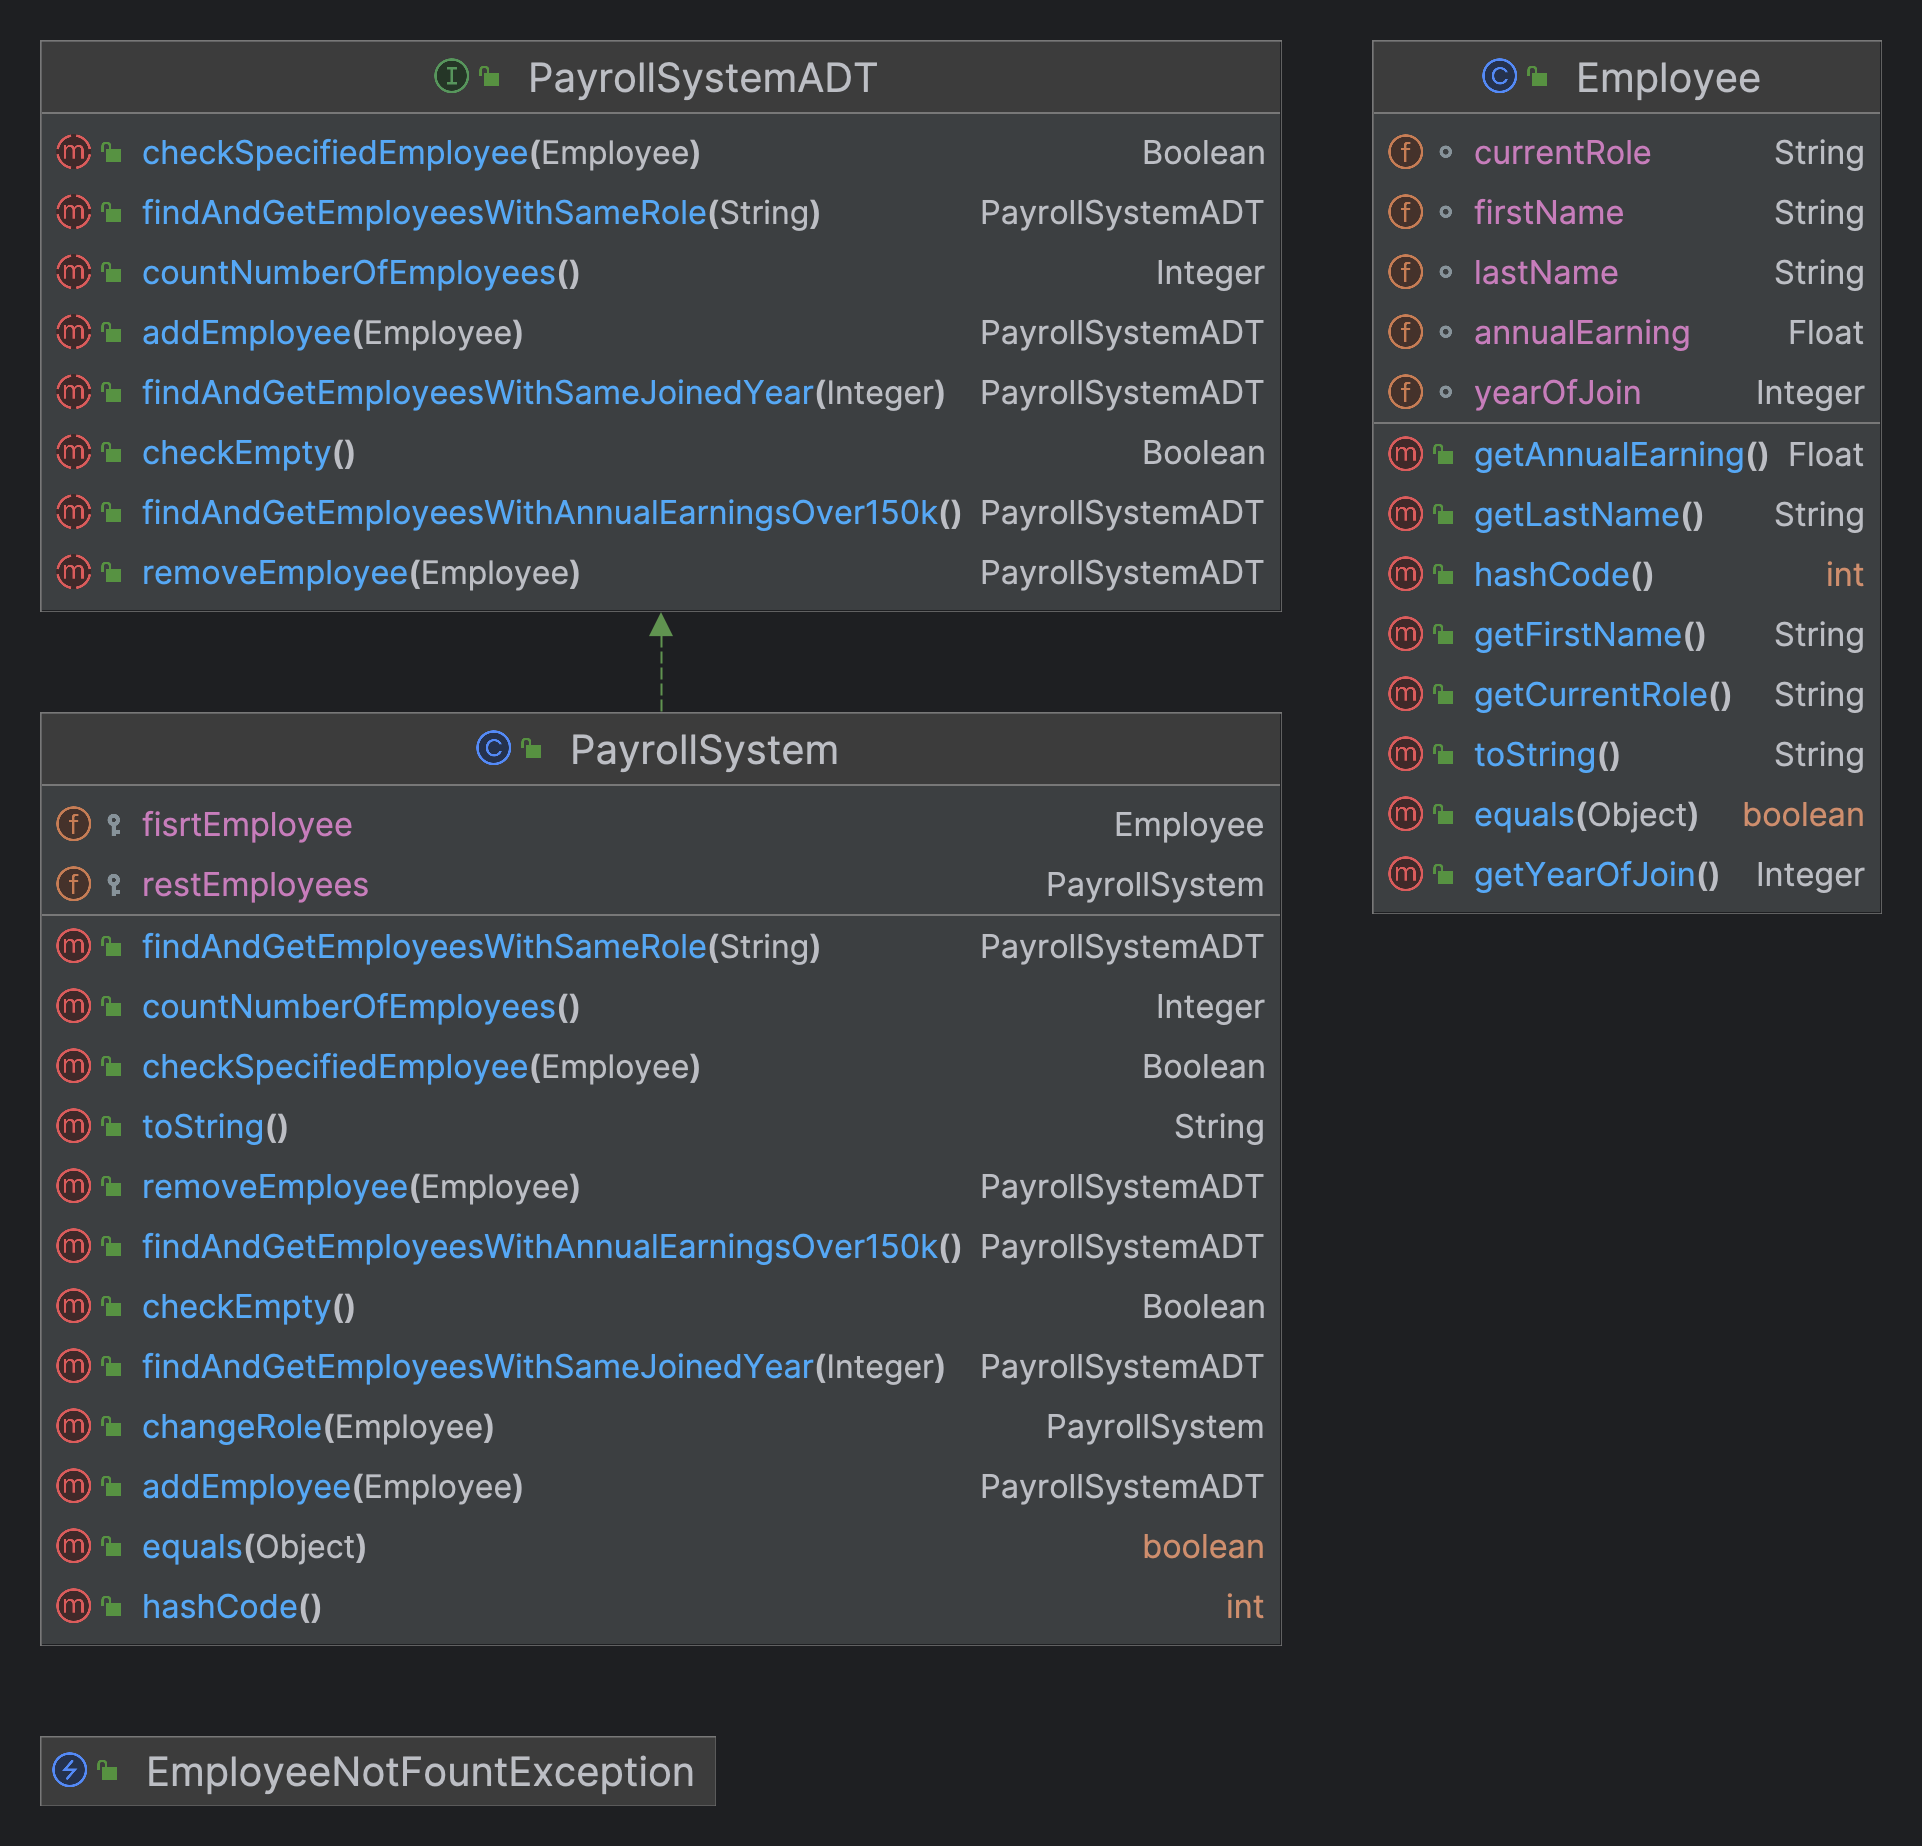 PayrollSystemADT
checkSpecifiedEmployee(Employee) Boolean
findAndGetEmployeesWithSameRole(String) PayrollSystemADT
countNumberOfEmployees() Integer
addEmployee(Employee) PayrollSystemADT
findAndGetEmployeesWithSameJoinedYear(Integer) PayrollSystemADT
checkEmpty() Boolean
findAndGetEmployeesWithAnnualEarningsOver150k() PayrollSystemADT
removeEmployee(Employee) PayrollSystemADT
Employee
currentRole String
firstName String
lastName String
annualEarning Float
yearOfJoin Integer
getAnnualEarning() Float
getLastName() String
hashCode() int
getFirstName() String
getCurrentRole() String
toString() String
equals(Object) boolean
getYearOfJoin() Integer
PayrollSystem
fisrtEmployee Employee
restEmployees PayrollSystem
findAndGetEmployeesWithSameRole(String) PayrollSystemADT
countNumberOfEmployees() Integer
checkSpecifiedEmployee(Employee) Boolean
toString() String
removeEmployee(Employee) PayrollSystemADT
findAndGetEmployeesWithAnnualEarningsOver150k() PayrollSystemADT
checkEmpty() Boolean
findAndGetEmployeesWithSameJoinedYear(Integer) PayrollSystemADT
changeRole(Employee) PayrollSystem
addEmployee(Employee) PayrollSystemADT
equals(Object) boolean
hashCode() int
EmployeeNotFountException